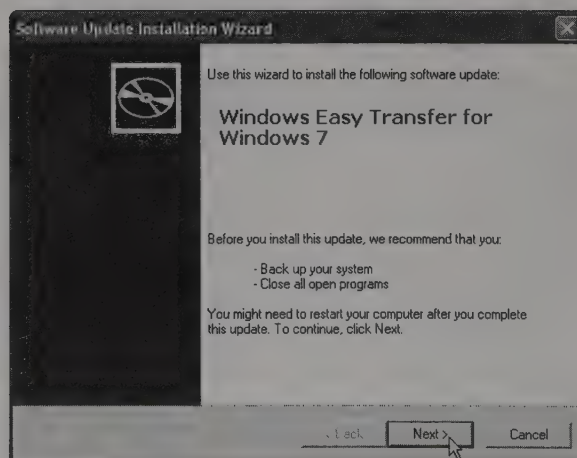 Software Update Installation Wizard
Use this wizard to install the following software update:
Windows Easy Transfer for
Windows 7
Before you install this update, we recommend that you:
- Back up your system
- Close all open programs
You might need to restart your computer after you complete
this update. To continue, click Next.
< Back
Next >
Cancel